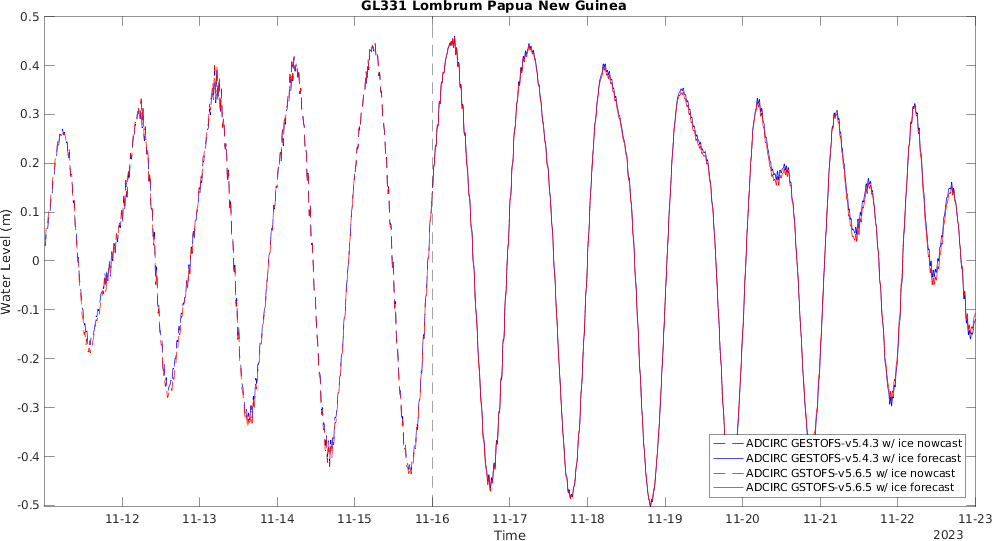 GL331 Lombrum Papua New Guinea
0.5
0.4
0.3
0.2
0.1
0
-0.1
-0.2
-0.3
-0.4
-0.5
Water Level (m)
ADCIRC GESTOFS-v5.4.3 w/ ice nowcast
ADCIRC GESTOFS-v5.4.3 w/ ice forecast
ADCIRC GSTOFS-v5.6.5 w/ ice nowcast
ADCIRC GSTOFS-v5.6.5 w/ ice forecast
11-12 11-13 11-14 11-15 11-16 11-17 11-18 11-19 11-20 11-21 11-22 11-23
Time
2023